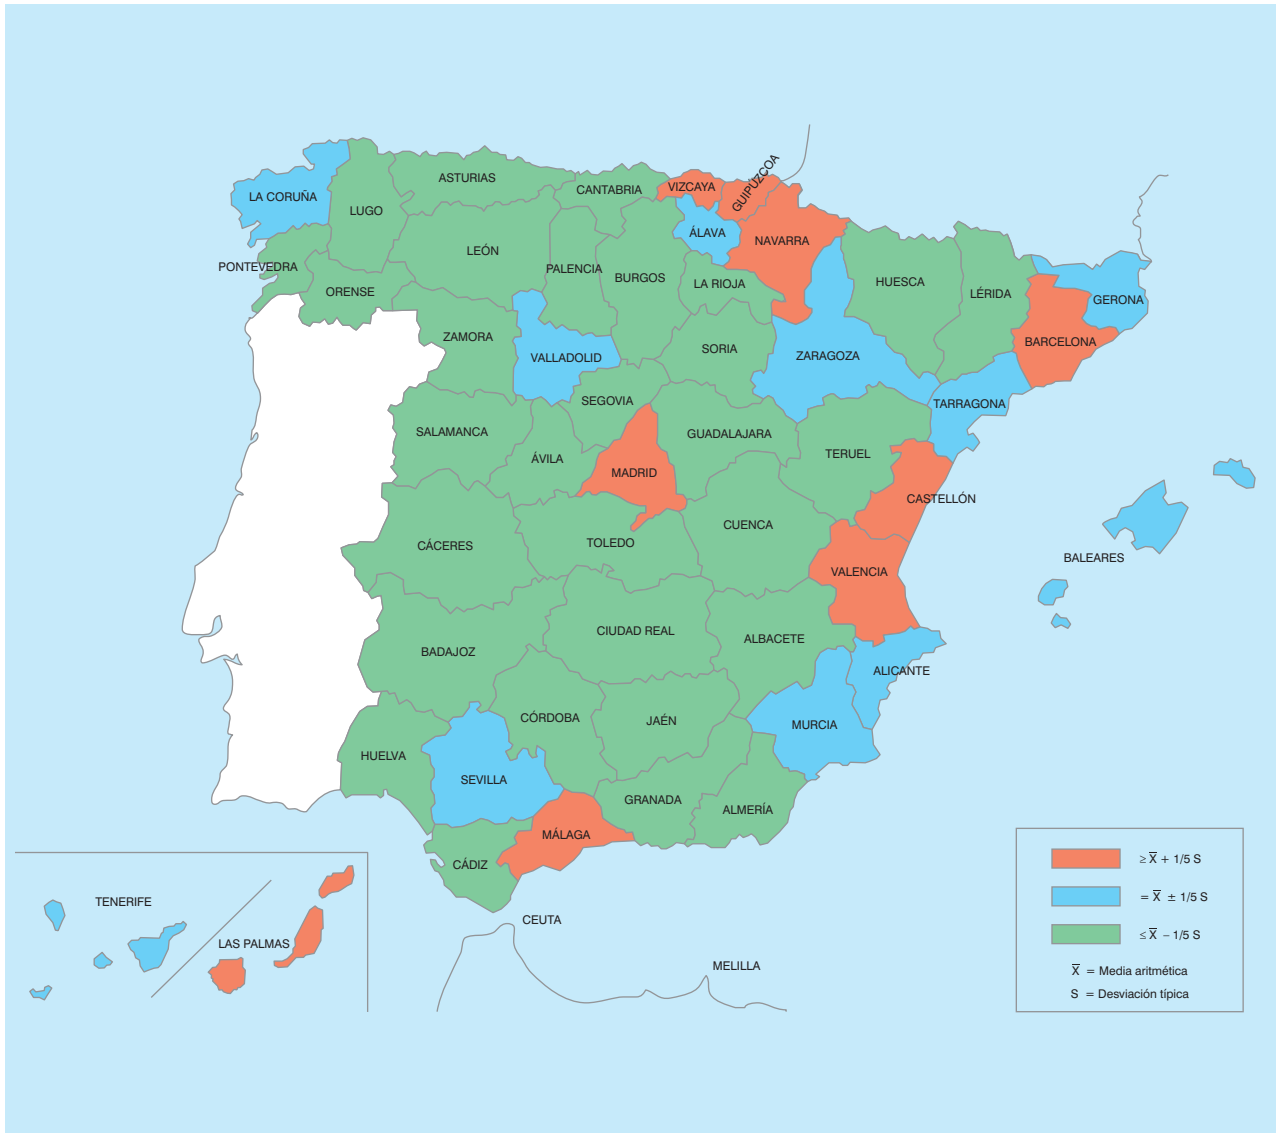 GUIPÚZCOA
ASTURIAS
CANTABRIA
VIZCAYA
LA CORUÑA
LUGO
ÁLAVA
NAVARRA
LEÓN
PONTEVEDRA
PALENCIA
BURGOS
LA RIOJA
HUESCA
ORENSE
LÉRIDA
GERONA
ZAMORA
BARCELONA
VALLADOLID
SORIA
ZARAGOZA
SEGOVIA
TARRAGONA
SALAMANCA
GUADALAJARA
ÁVILA
TERUEL
MADRID
CASTELLÓN
CUENCA
CÁCERES
TOLEDO
BALEARES
VALENCIA
CIUDAD REAL
ALBACETE
BADAJOZ
ALICANTE
CÓRDOBA
JAÉN
MURCIA
HUELVA
SEVILLA
GRANADA
ALMERÍA
MÁLAGA
CÁDIZ
TENERIFE
CEUTA
LAS PALMAS
MELILLA
≥ X̅ + 1/5 S
= X̅ ± 1/5 S
≤ X̅ – 1/5 S
X̅ = Media aritmética
S = Desviación típica